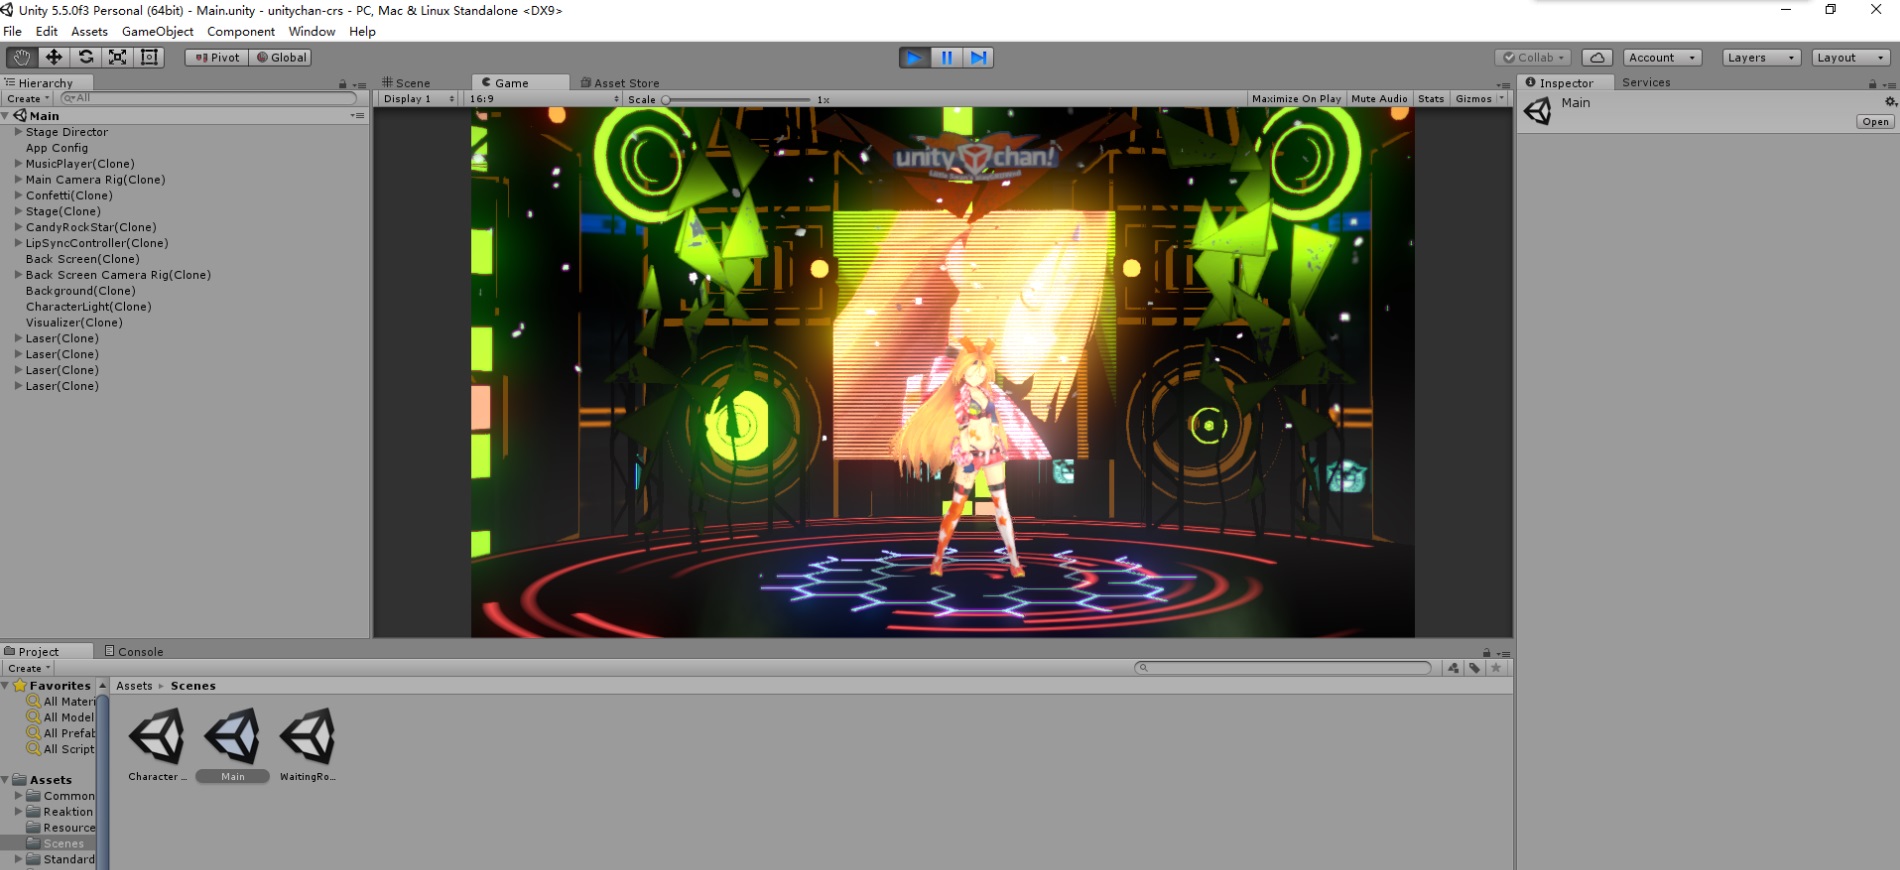 Unity 5.5.0f3 Personal (64bit) - Main.unity - unitychan-crs - PC, Mac & Linux Standalone <DX9>
File Edit Assets GameObject Component Window Help
Pivot Global Collab Account Layers Layout
Hierarchy Scene Game Asset Store Inspector Services
Create All Display 1 16:9 Scale 1x Maximize On Play Mute Audio Stats Gizmos Main
Open
Main
Stage Director
App Config
MusicPlayer(Clone)
Main Camera Rig(Clone)
Confetti(Clone)
Stage(Clone)
CandyRockStar(Clone)
LipSyncController(Clone)
Back Screen(Clone)
Back Screen Camera Rig(Clone)
Background(Clone)
CharacterLight(Clone)
Visualizer(Clone)
Laser(Clone)
Laser(Clone)
Laser(Clone)
Laser(Clone)
unity chan!
Project Console
Create
Favorites Assets Scenes
All Materi
All Model
All Prefab
All Script
Character ... Main WaitingRo...
Assets
Common
Reaktion
Resource
Scenes
Standard